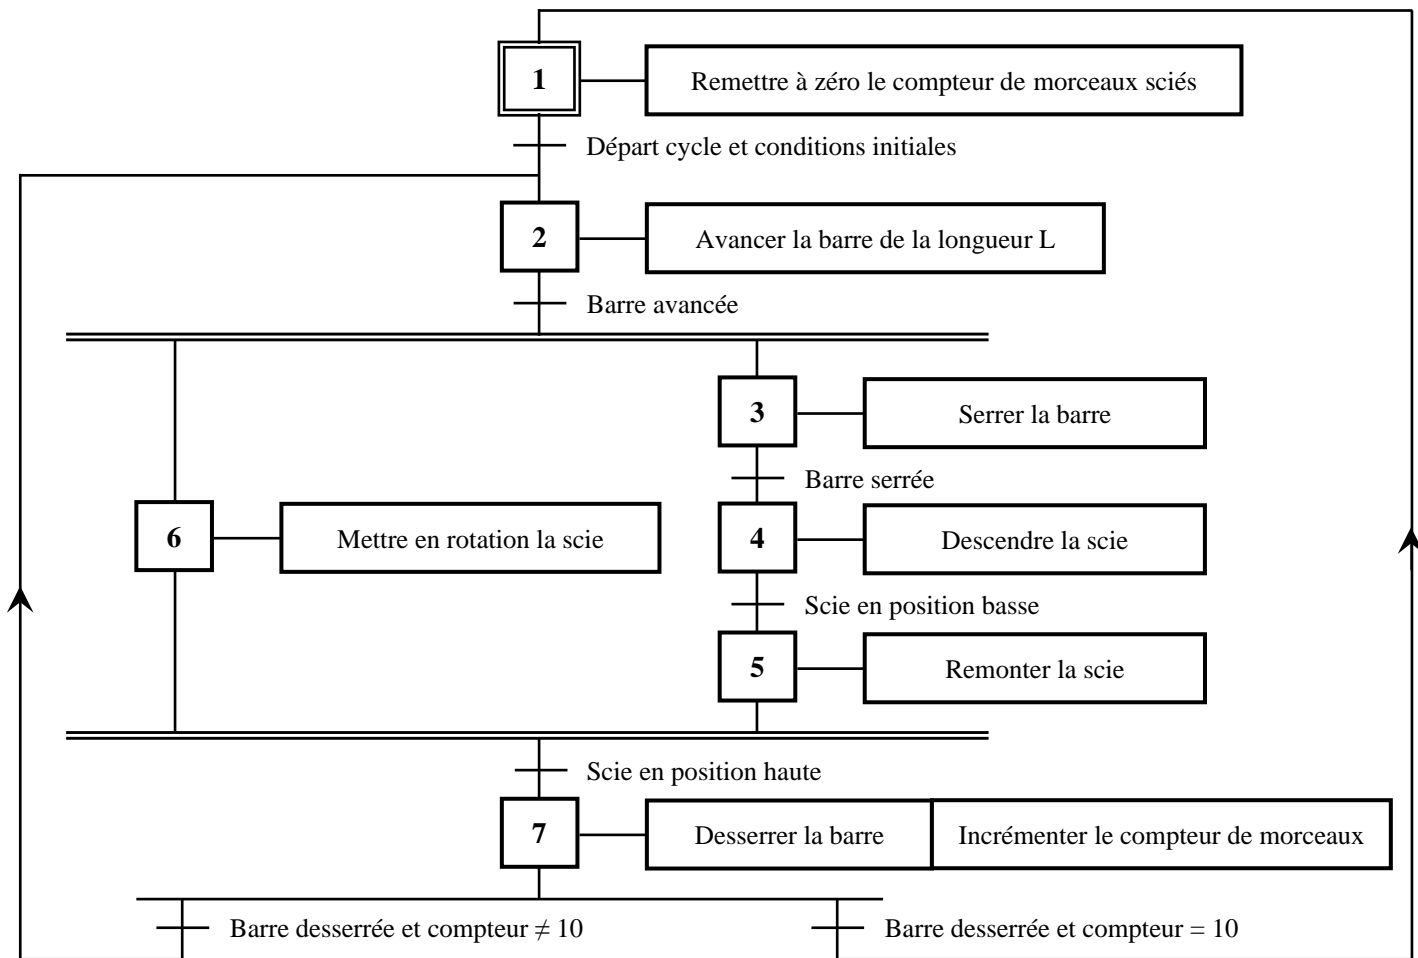 1
Remettre à zéro le compteur de morceaux sciés
Départ cycle et conditions initiales
2
Avancer la barre de la longueur L
Barre avancée
3
Serrer la barre
Barre serrée
6
Mettre en rotation la scie
4
Descendre la scie
Scie en position basse
5
Remonter la scie
Scie en position haute
7
Desserrer la barre
Incrémenter le compteur de morceaux
Barre desserrée et compteur ≠ 10
Barre desserrée et compteur = 10